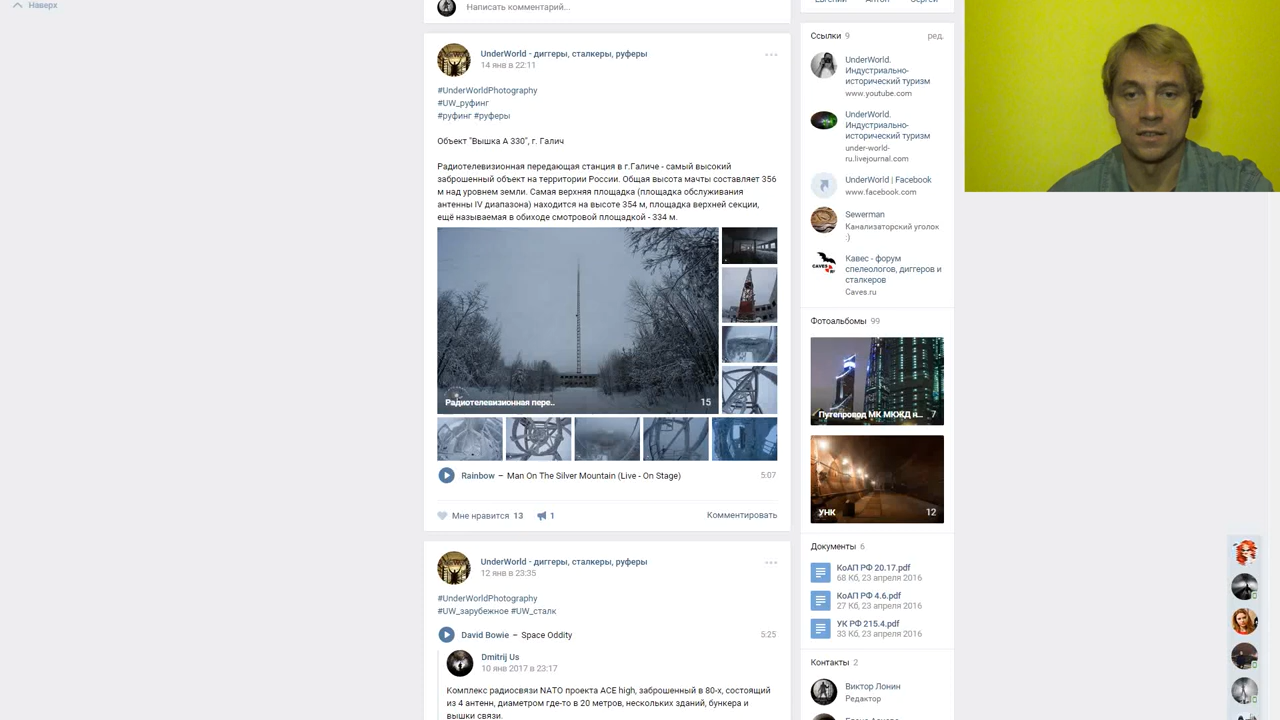 Наверх
Написать комментарий...
UnderWorld - диггеры, сталкеры, руферы
14 янв в 22:11
#UnderWorldPhotography
#UW_руфинг
#руфинг #руферы
Объект "Вышка А 330", г. Галич
Радиотелевизионная передающая станция в г.Галиче - самый высокий
заброшенный объект на территории России. Общая высота мачты составляет 356
м над уровнем земли. Самая верхняя площадка (площадка обслуживания
антенны IV диапазона) находится на высоте 354 м, площадка верхней секции,
ещё называемая в обиходе смотровой площадкой - 334 м.
Радиотелевизионная пере.. 15
Rainbow – Man On The Silver Mountain (Live - On Stage) 5:07
Мне нравится 13 1 Комментировать
UnderWorld - диггеры, сталкеры, руферы
12 янв в 23:35
#UnderWorldPhotography
#UW_зарубежное #UW_сталк
David Bowie – Space Oddity 5:25
Dmitrij Us
10 янв 2017 в 23:17
Комплекс радиосвязи NATO проекта ACE high, заброшенный в 80-х, состоящий
из 4 антенн, диаметром где-то в 20 метров, нескольких зданий, бункера и
вышки связи.
Евгений Антон Сергей
Ссылки 9 ред.
UnderWorld.
Индустриально-
исторический туризм
www.youtube.com
UnderWorld.
Индустриально-
исторический туризм
under-world-
ru.livejournal.com
UnderWorld | Facebook
www.facebook.com
Sewerman
Канализаторский уголок
:)
CAVES
Кавес - форум
спелеологов, диггеров и
сталкеров
Caves.ru
Фотоальбомы 99
Путепровод МК МКЖД н... 7
УНК 12
Документы 6
КоАП РФ 20.17.pdf
68 Кб, 23 апреля 2016
КоАП РФ 4.6.pdf
27 Кб, 23 апреля 2016
УК РФ 215.4.pdf
33 Кб, 23 апреля 2016
Контакты 2
Виктор Лонин
Редактор